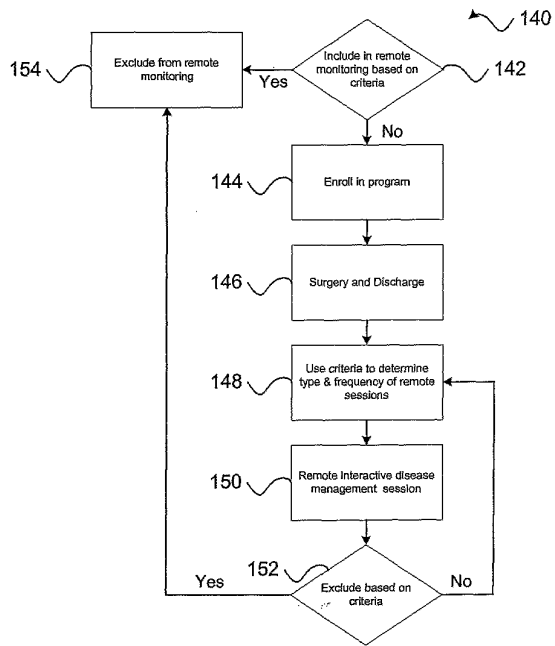 140
154
Exclude from remote
monitoring
Yes
Include in remote
monitoring based on
criteria
142
No
144
Enroll in program
146
Surgery and Discharge
148
Use criteria to determine
type & frequency of remote
sessions
150
Remote Interactive disease
management session
152
Yes
Exclude based on
criteria
No